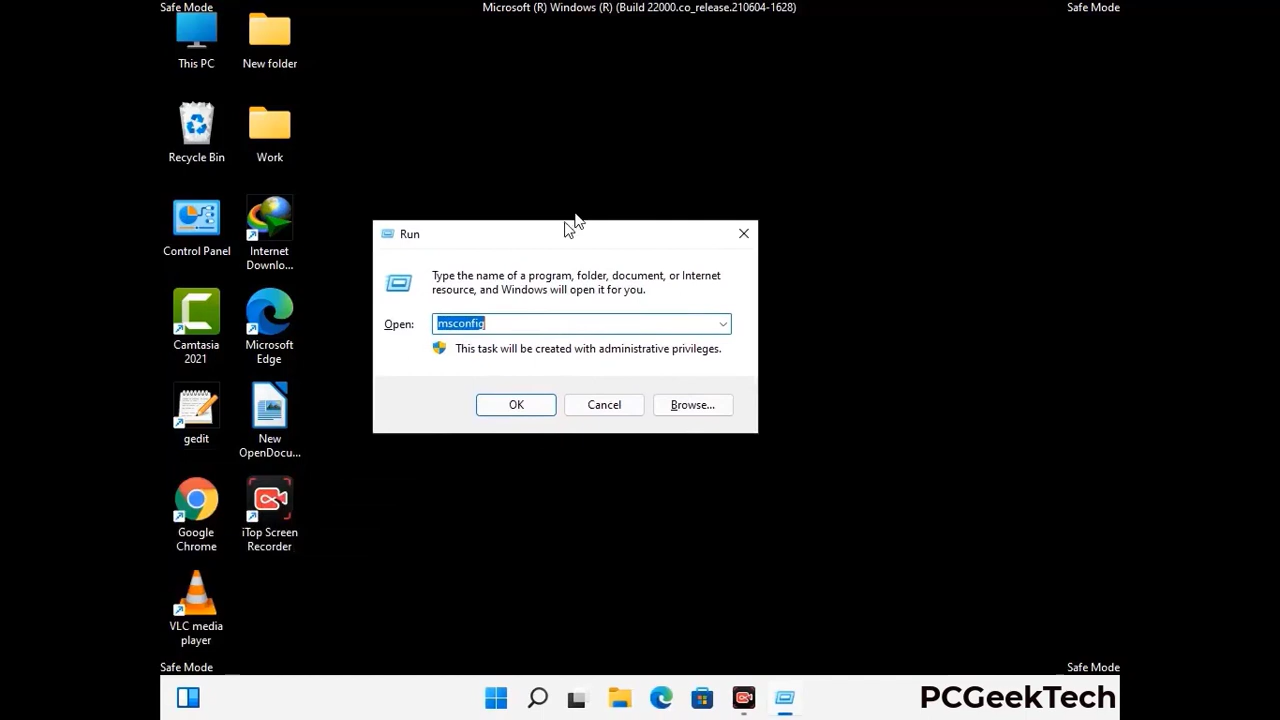 Safe Mode
Microsoft (R) Windows (R) (Build 22000.co_release.210604-1628)
Safe Mode
This PC
New folder
Recycle Bin
Work
Control Panel
Internet
Downlo...
Camtasia
2021
Microsoft
Edge
gedit
New
OpenDocu...
Google
Chrome
iTop Screen
Recorder
VLC media
player
Run
Type the name of a program, folder, document, or Internet
resource, and Windows will open it for you.
Open:
msconfig
This task will be created with administrative privileges.
OK
Cancel
Browse...
Safe Mode
Safe Mode
PCGeekTech